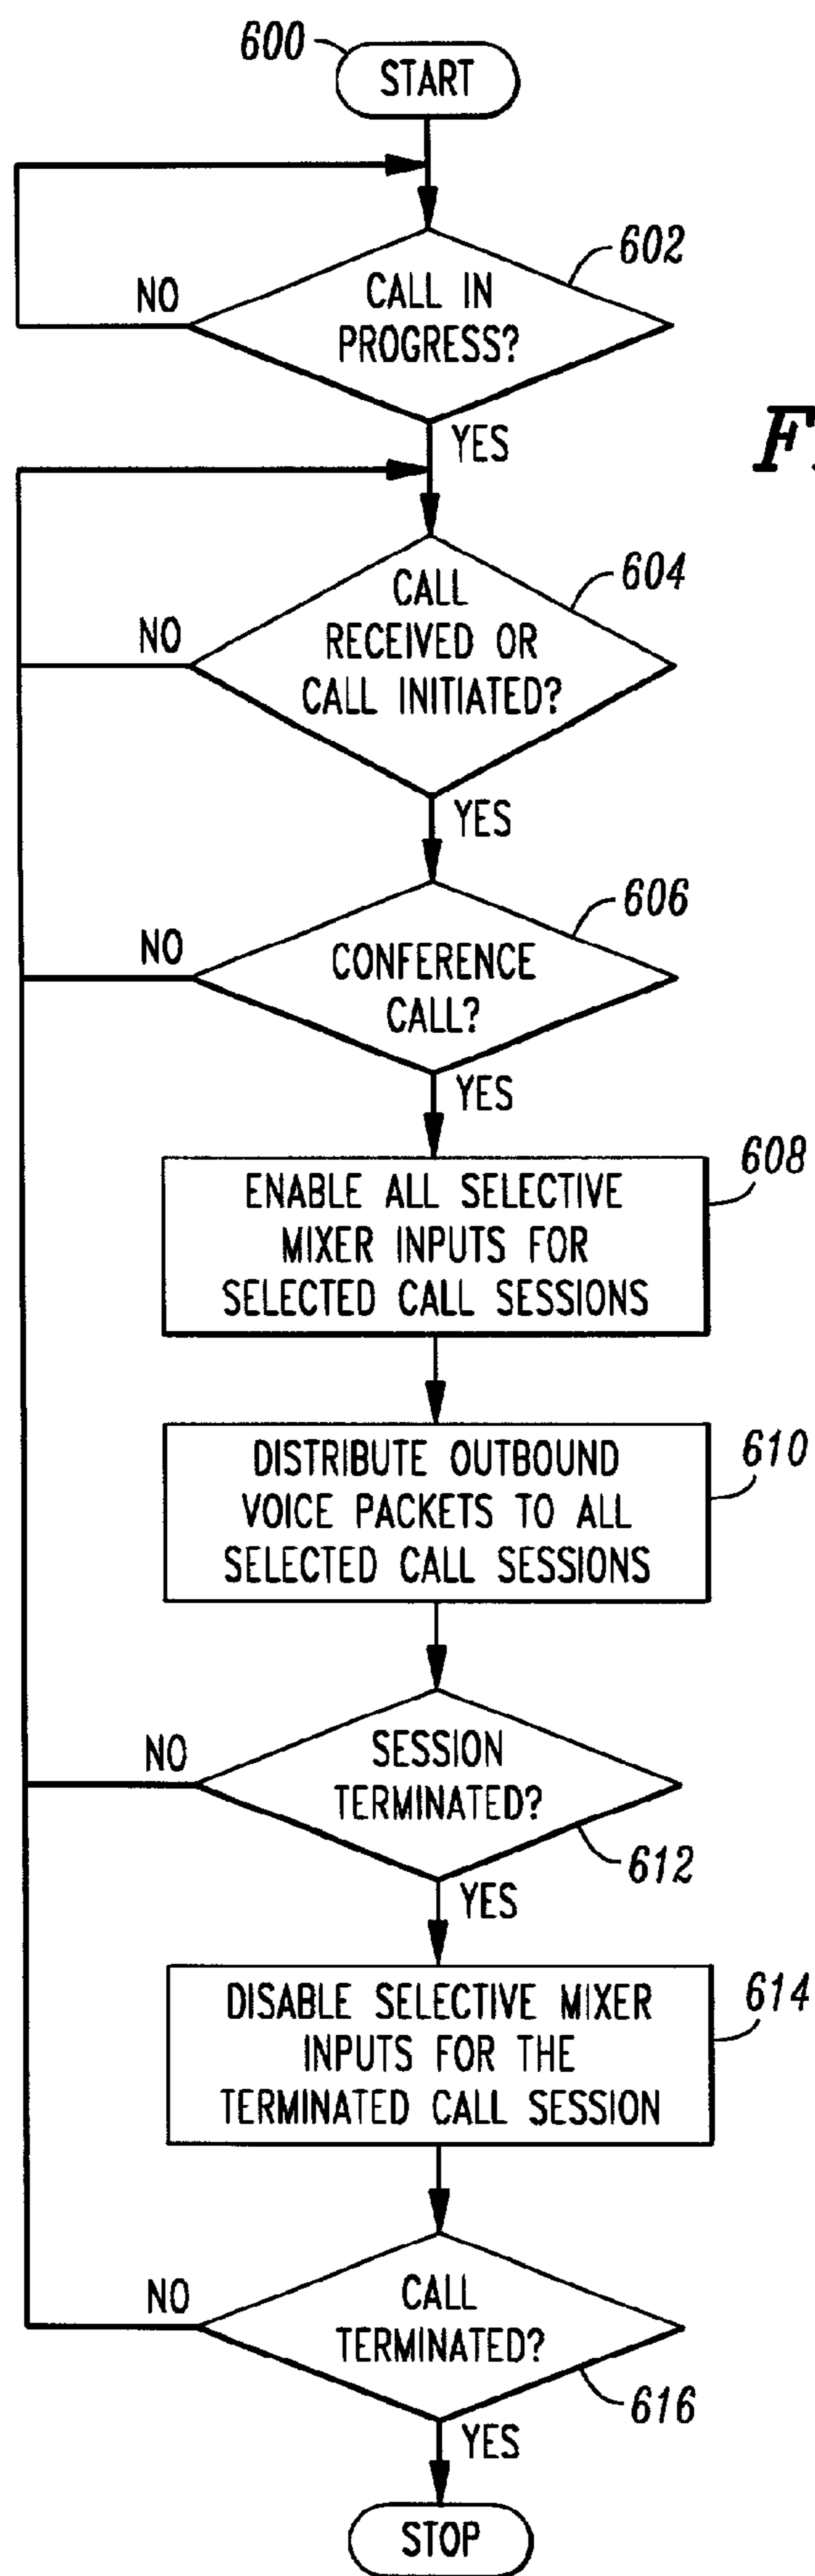 600
START
602
CALL IN
PROGRESS?
NO
YES
604
CALL
RECEIVED OR
CALL INITIATED?
NO
YES
606
CONFERENCE
CALL?
NO
YES
608
ENABLE ALL SELECTIVE
MIXER INPUTS FOR
SELECTED CALL SESSIONS
610
DISTRIBUTE OUTBOUND
VOICE PACKETS TO ALL
SELECTED CALL SESSIONS
SESSION
TERMINATED?
NO
612
YES
614
DISABLE SELECTIVE MIXER
INPUTS FOR THE
TERMINATED CALL SESSION
CALL
TERMINATED?
NO
616
YES
STOP